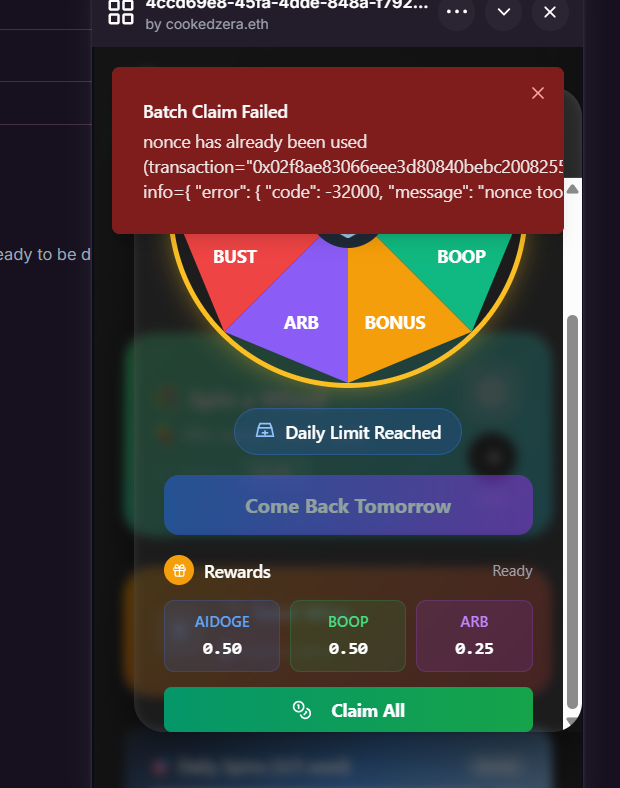 4ccd69e8-45fa-4dde-848a-f792...
by cookedzera.eth
Batch Claim Failed
nonce has already been used
(transaction="0x02f8ae83066eee3d80840bebc2008255
info={ "error": { "code": -32000, "message": "nonce too
eady to be d
BUST
BOOP
ARB
BONUS
Daily Limit Reached
Come Back Tomorrow
Rewards
Ready
AIDOGE
BOOP
ARB
0.50
0.50
0.25
Claim All